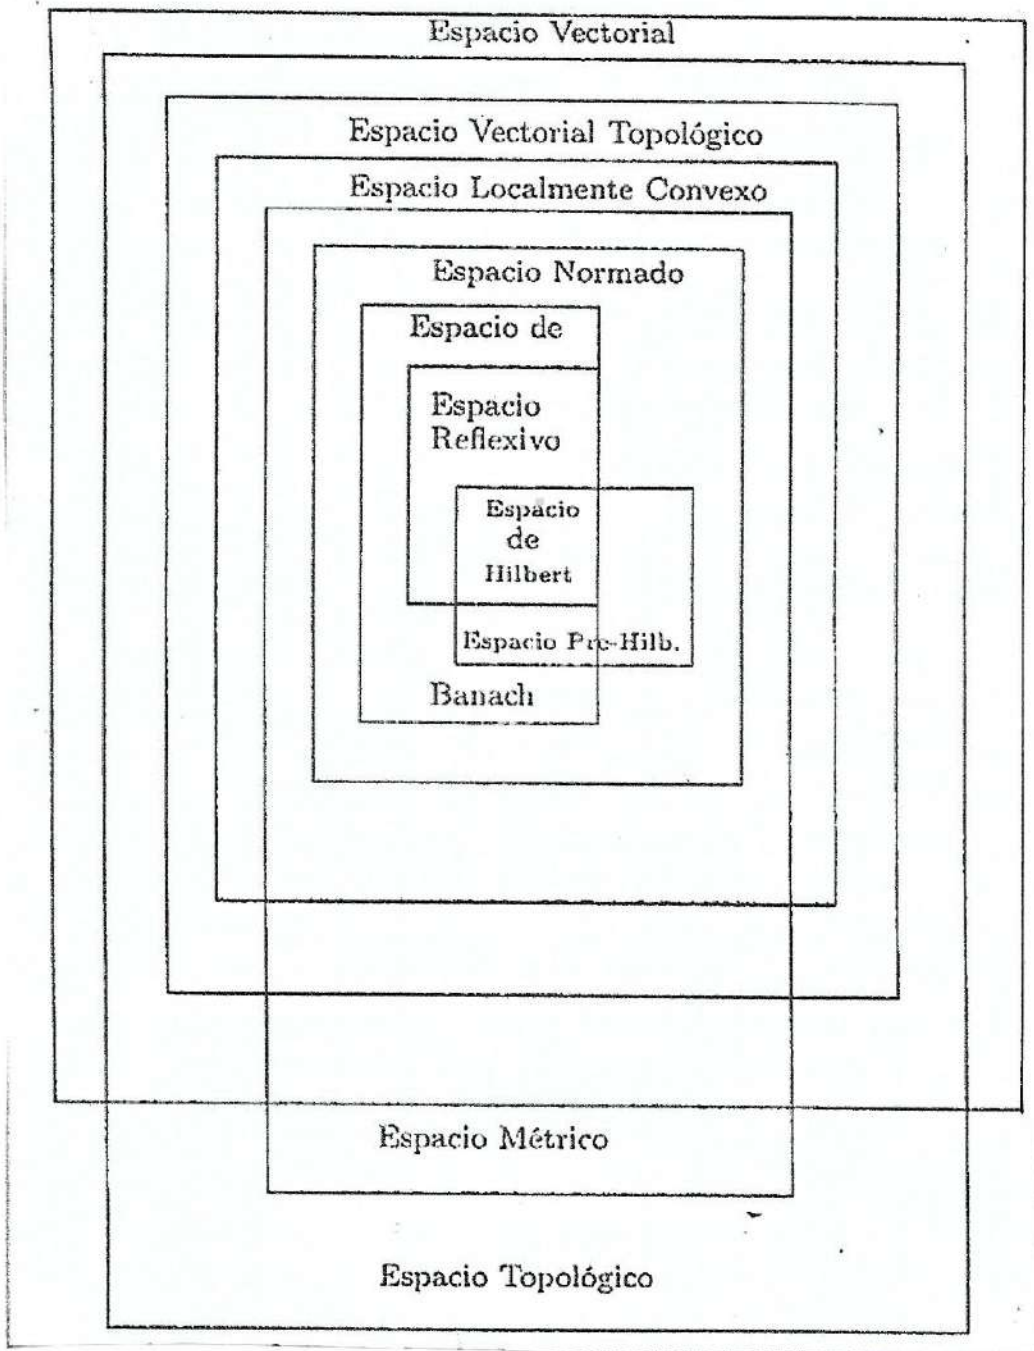 Espacio Vectorial
Espacio Vectorial Topológico
Espacio Localmente Convexo
Espacio Normado
Espacio de
Espacio
Reflexivo
Espacio
de
Hilbert
Espacio Pre-Hilb.
Banach
Espacio Métrico
Espacio Topológico